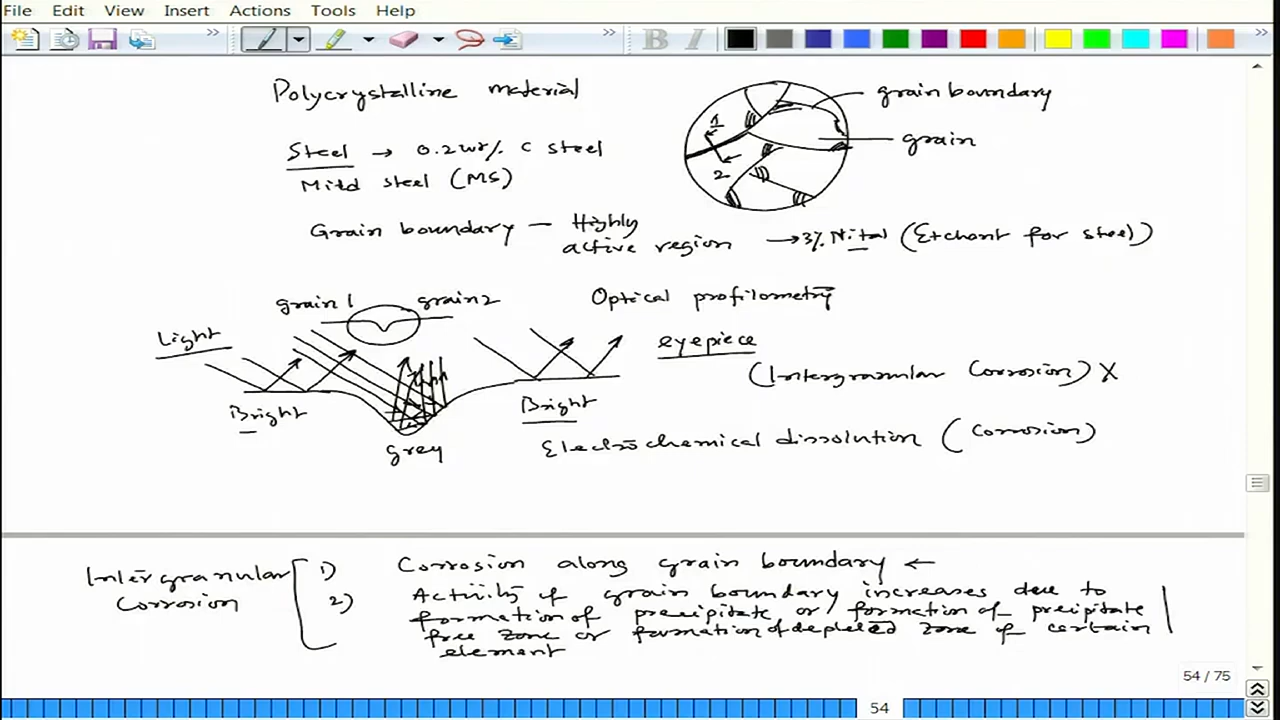 File Edit View Insert Actions Tools Help
Polycrystalline material
grain boundary
grain
1
2
Steel → 0.2wt% C steel
Mild steel (MS)
Grain boundary — Highly
active region → 3% Nital (Etchant for steel)
grain 1 grain 2
Optical profilometry
Light
eyepiece
(Intergranular Corrosion) X
Bright
Bright
grey
Electrochemical dissolution (Corrosion)
Intergranular
Corrosion
1) Corrosion along grain boundary ←
2) Activity of grain boundary increases due to
formation of precipitate or / formation of precipitate
free zone or formation of depleted zone of certain
element
54 / 75
54